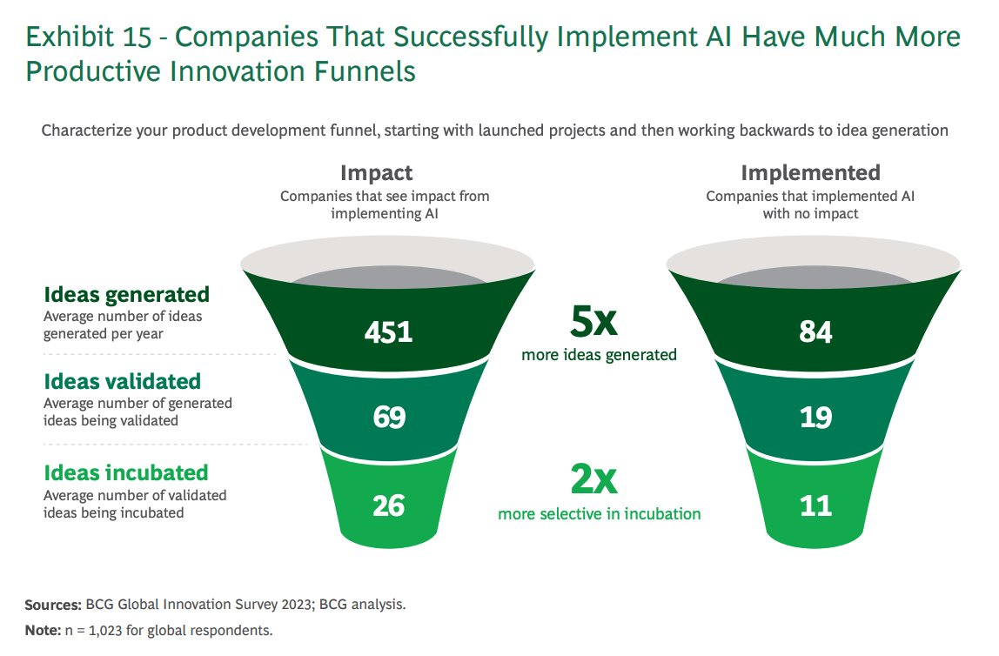 Exhibit 15 - Companies That Successfully Implement AI Have Much More
Productive Innovation Funnels
Characterize your product development funnel, starting with launched projects and then working backwards to idea generation
Impact
Companies that see impact from
implementing AI
Implemented
Companies that implemented AI
with no impact
Ideas generated
Average number of ideas
generated per year
451
5x
more ideas generated
84
Ideas validated
Average number of generated
ideas being validated
69
19
Ideas incubated
Average number of validated
ideas being incubated
26
2x
more selective in incubation
11
Sources: BCG Global Innovation Survey 2023; BCG analysis.
Note: n = 1,023 for global respondents.